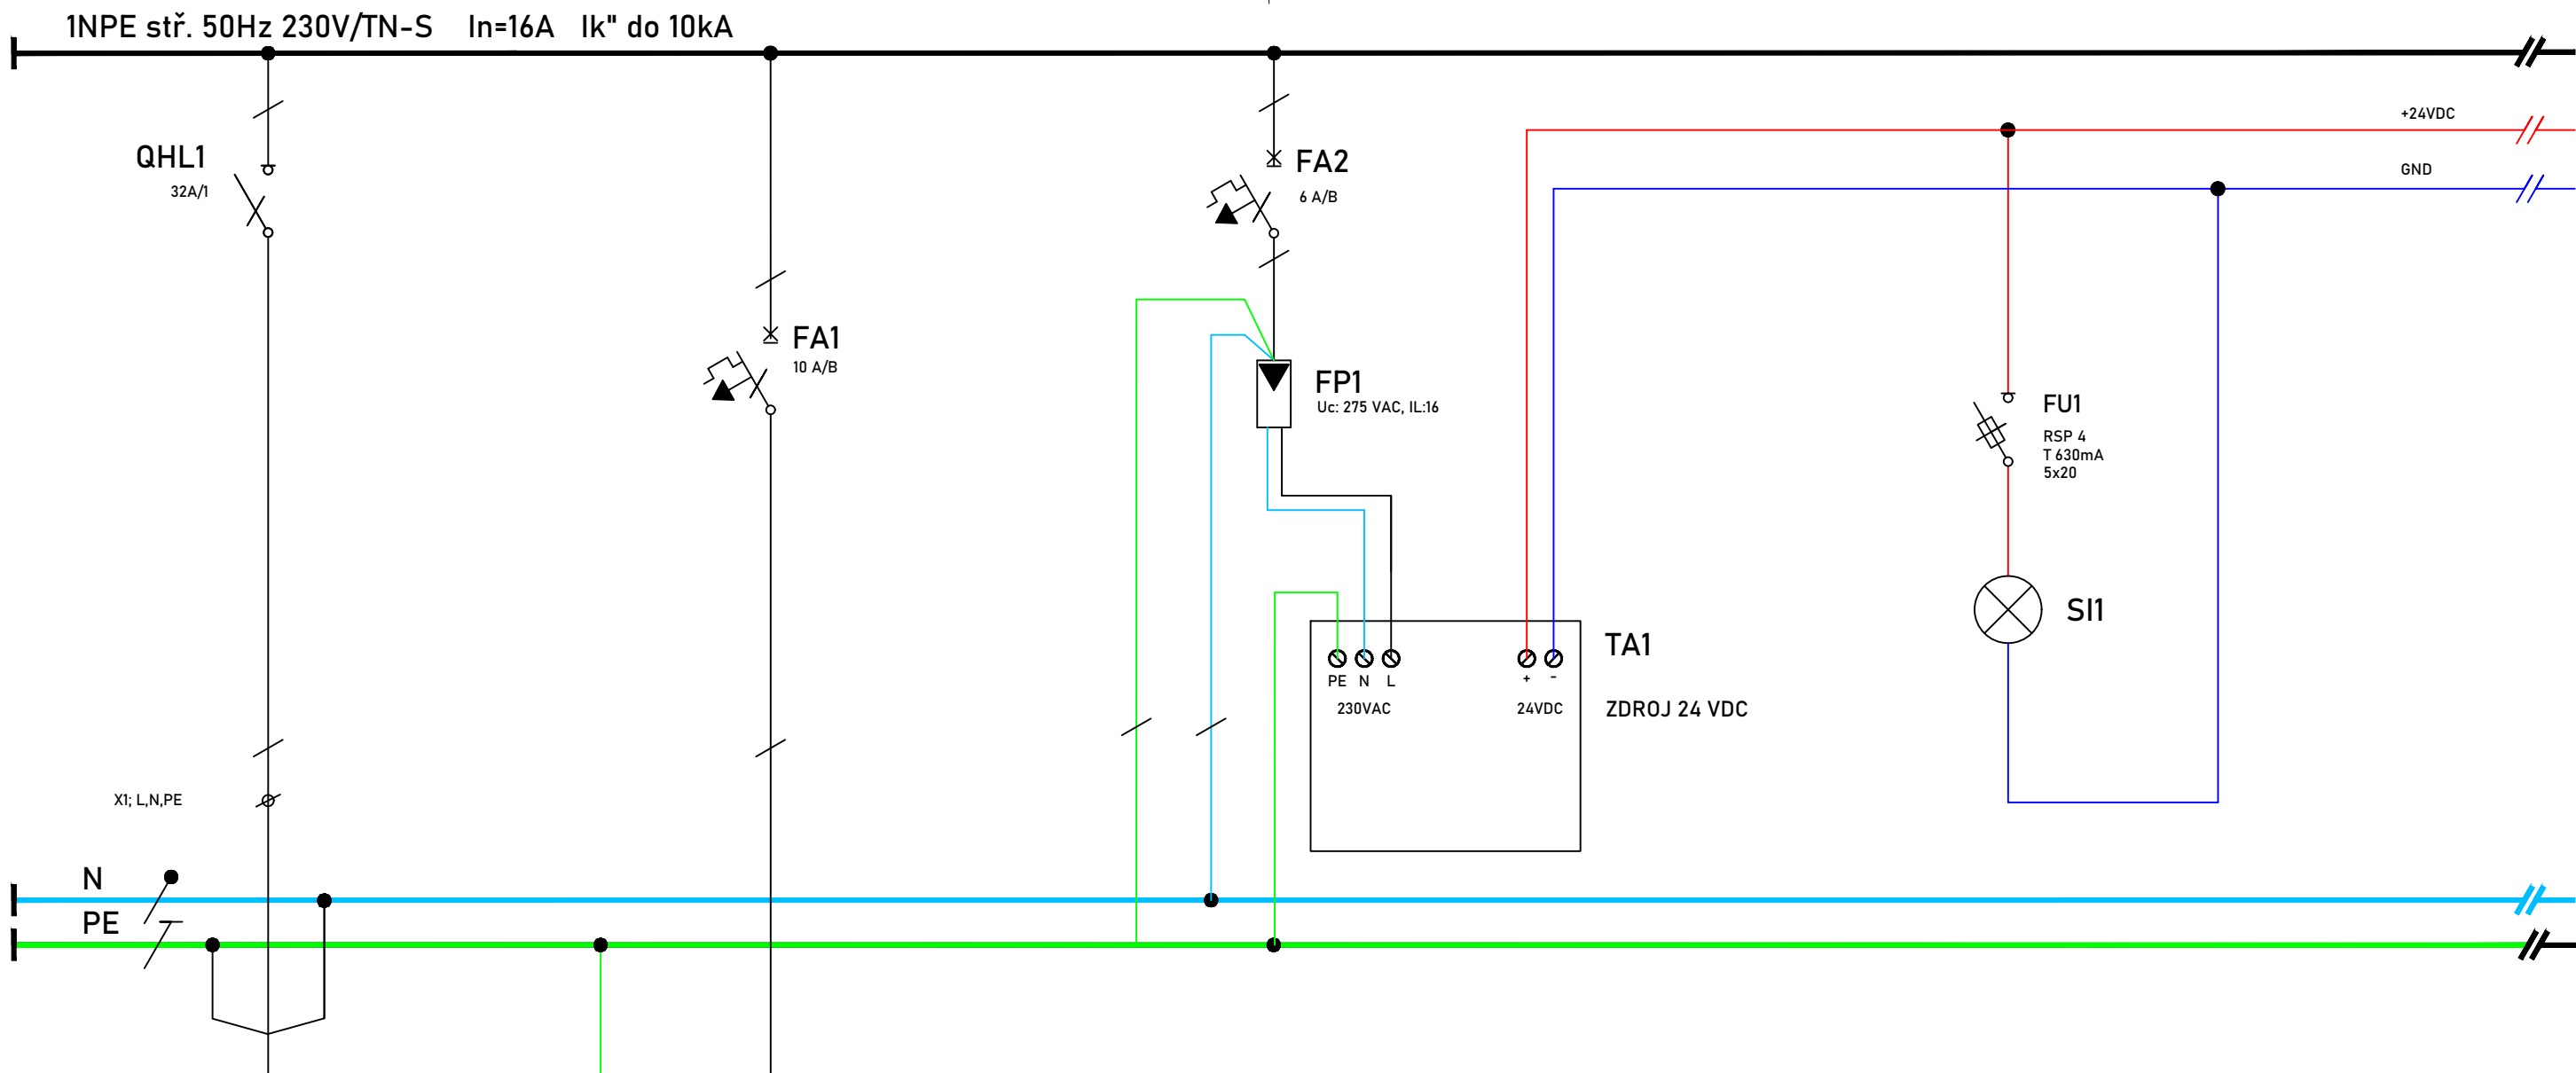 1NPE stř. 50Hz 230V/TN-S In=16A Ik" do 10kA
+24VDC
GND
QHL1
32A/1
FA2
6 A/B
FA1
10 A/B
FP1
Uc: 275 VAC, IL:16
FU1
RSP 4
T 630mA
5x20
SI1
TA1
PE N L + -
230VAC 24VDC
ZDROJ 24 VDC
X1; L,N,PE
N
PE